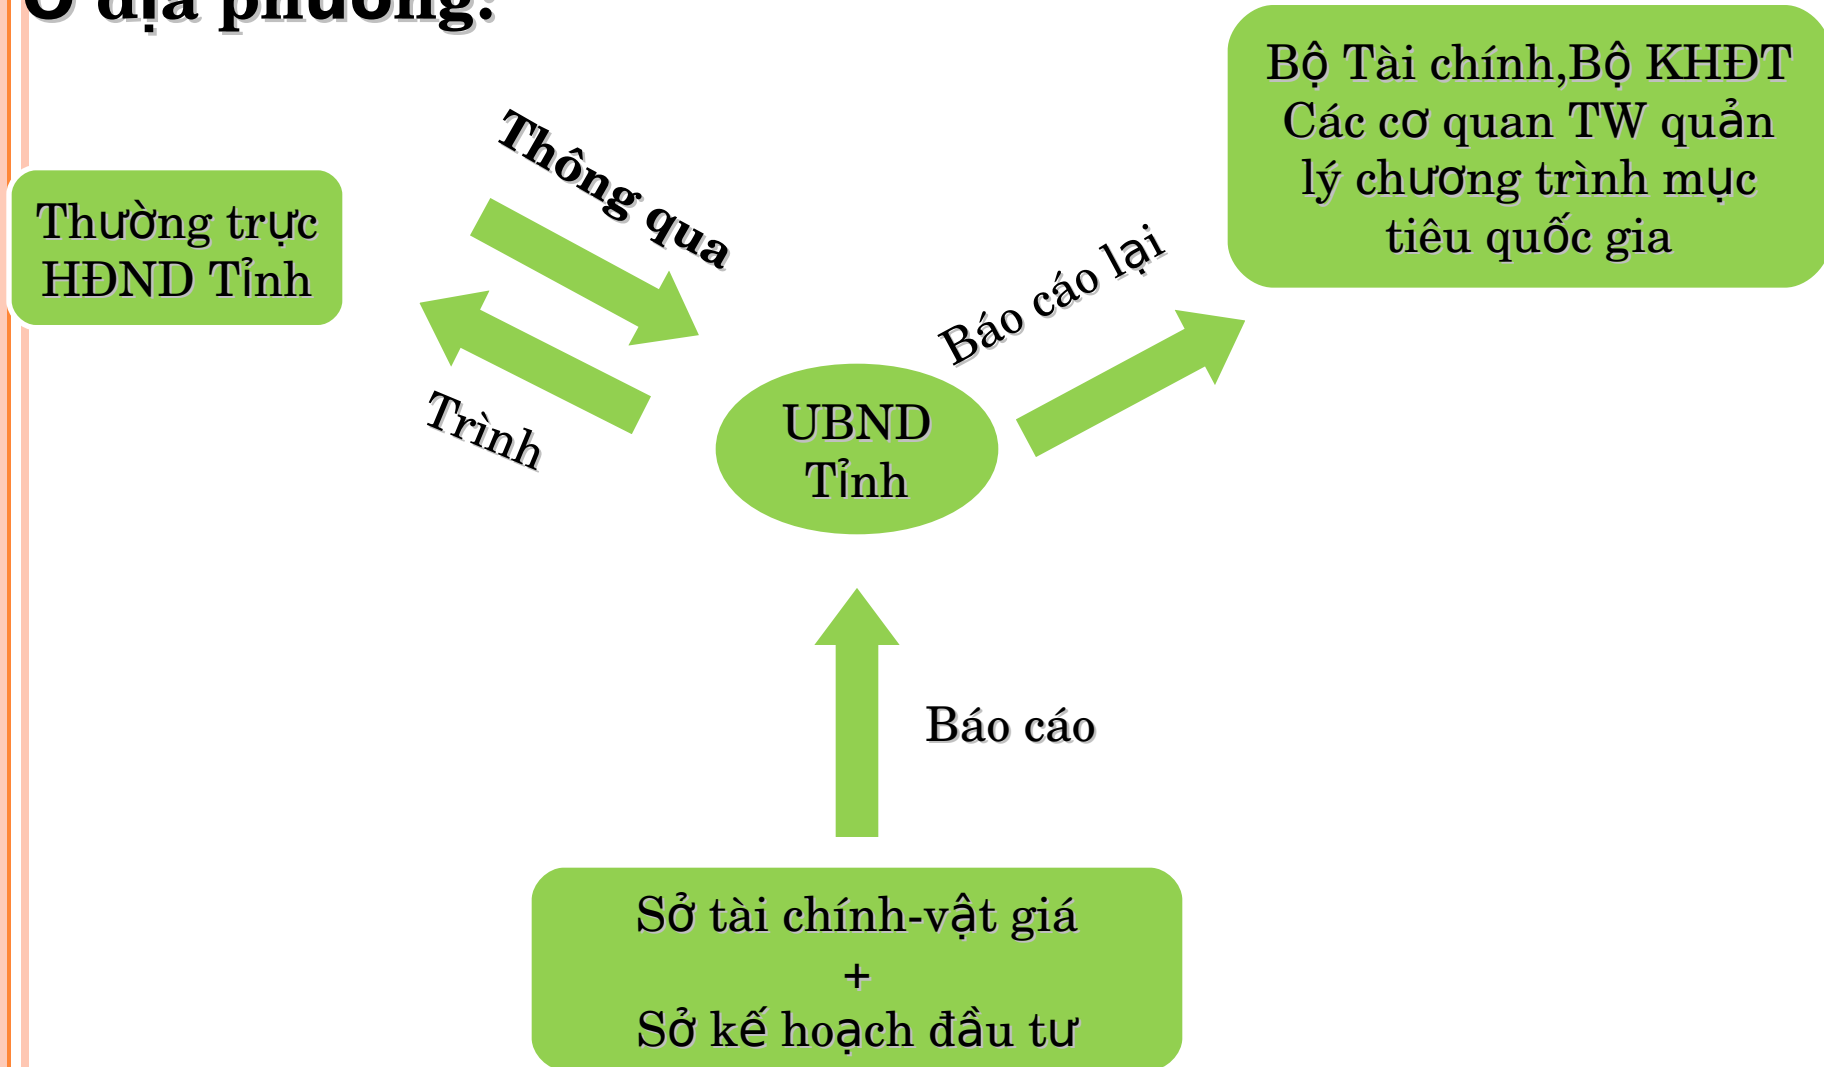 Ở địa phương:
Bộ Tài chính,Bộ KHĐT
Các cơ quan TW quản
lý chương trình mục
tiêu quốc gia
Thông qua
Thường trực
HĐND Tỉnh
Báo cáo lại
Trình
UBND
Tỉnh
Báo cáo
Sở tài chính-vật giá
+
Sở kế hoạch đầu tư